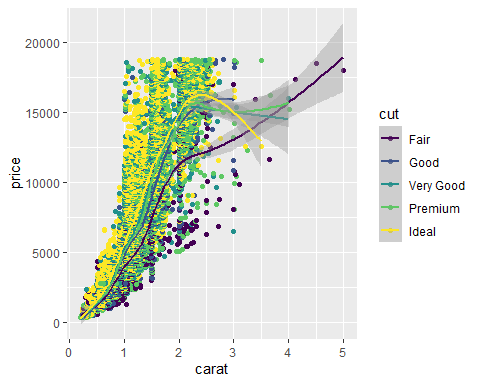 20000
15000
10000
5000
0
price
0 1 2 3 4 5
carat
cut
Fair
Good
Very Good
Premium
Ideal